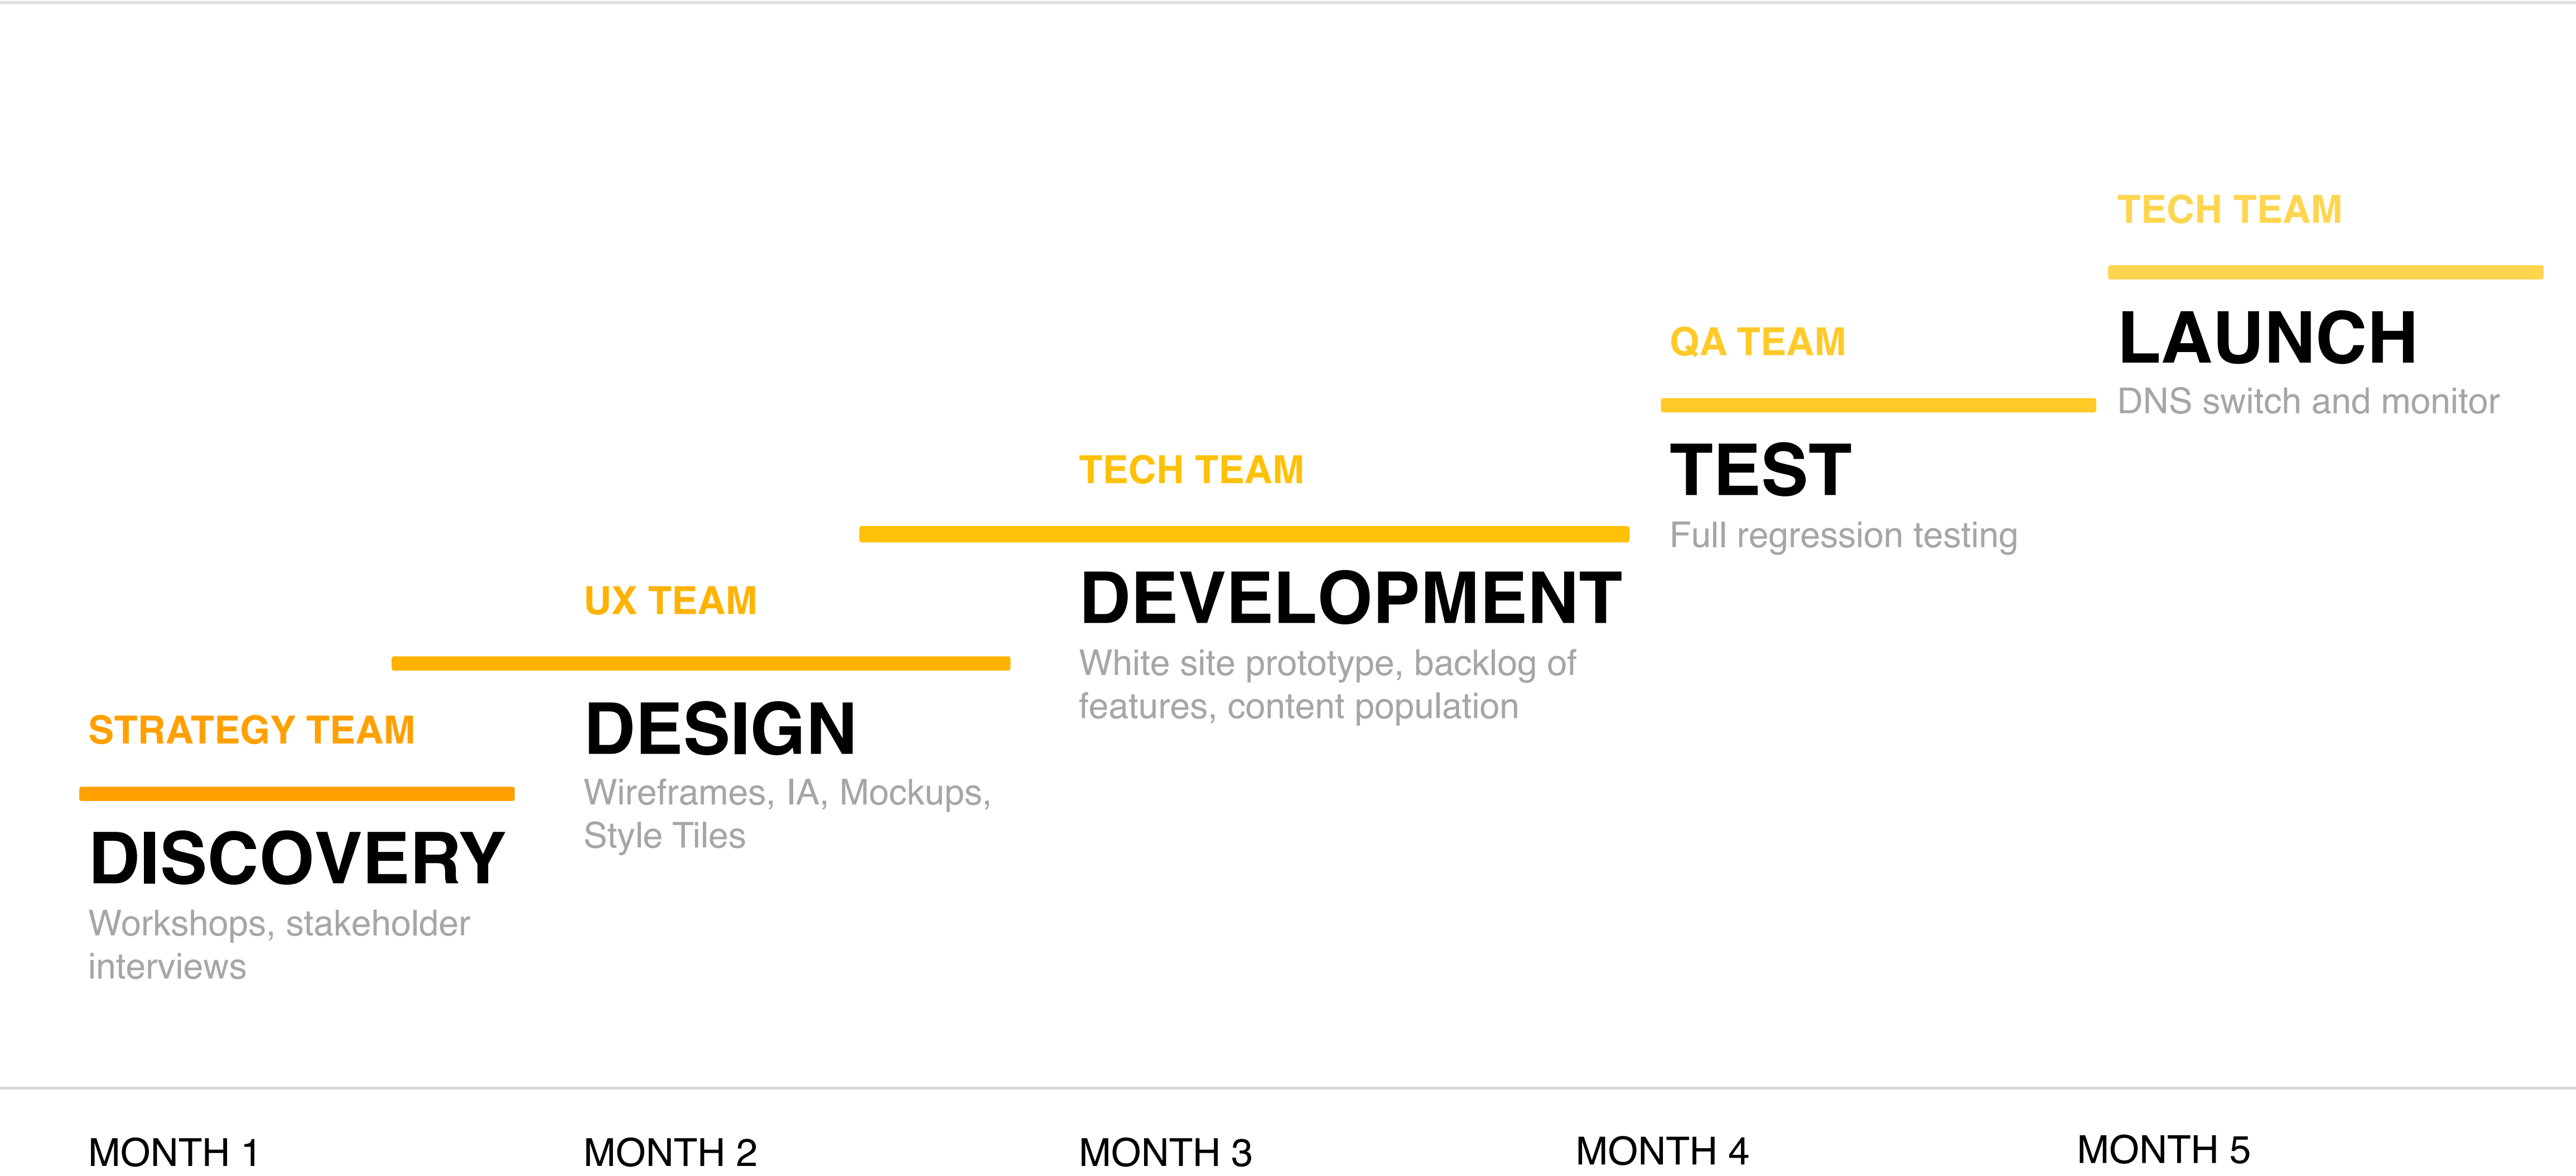 STRATEGY TEAM
DISCOVERY
Workshops, stakeholder
interviews
UX TEAM
DESIGN
Wireframes, IA, Mockups,
Style Tiles
TECH TEAM
DEVELOPMENT
White site prototype, backlog of
features, content population
QA TEAM
TEST
Full regression testing
TECH TEAM
LAUNCH
DNS switch and monitor
MONTH 1
MONTH 2
MONTH 3
MONTH 4
MONTH 5